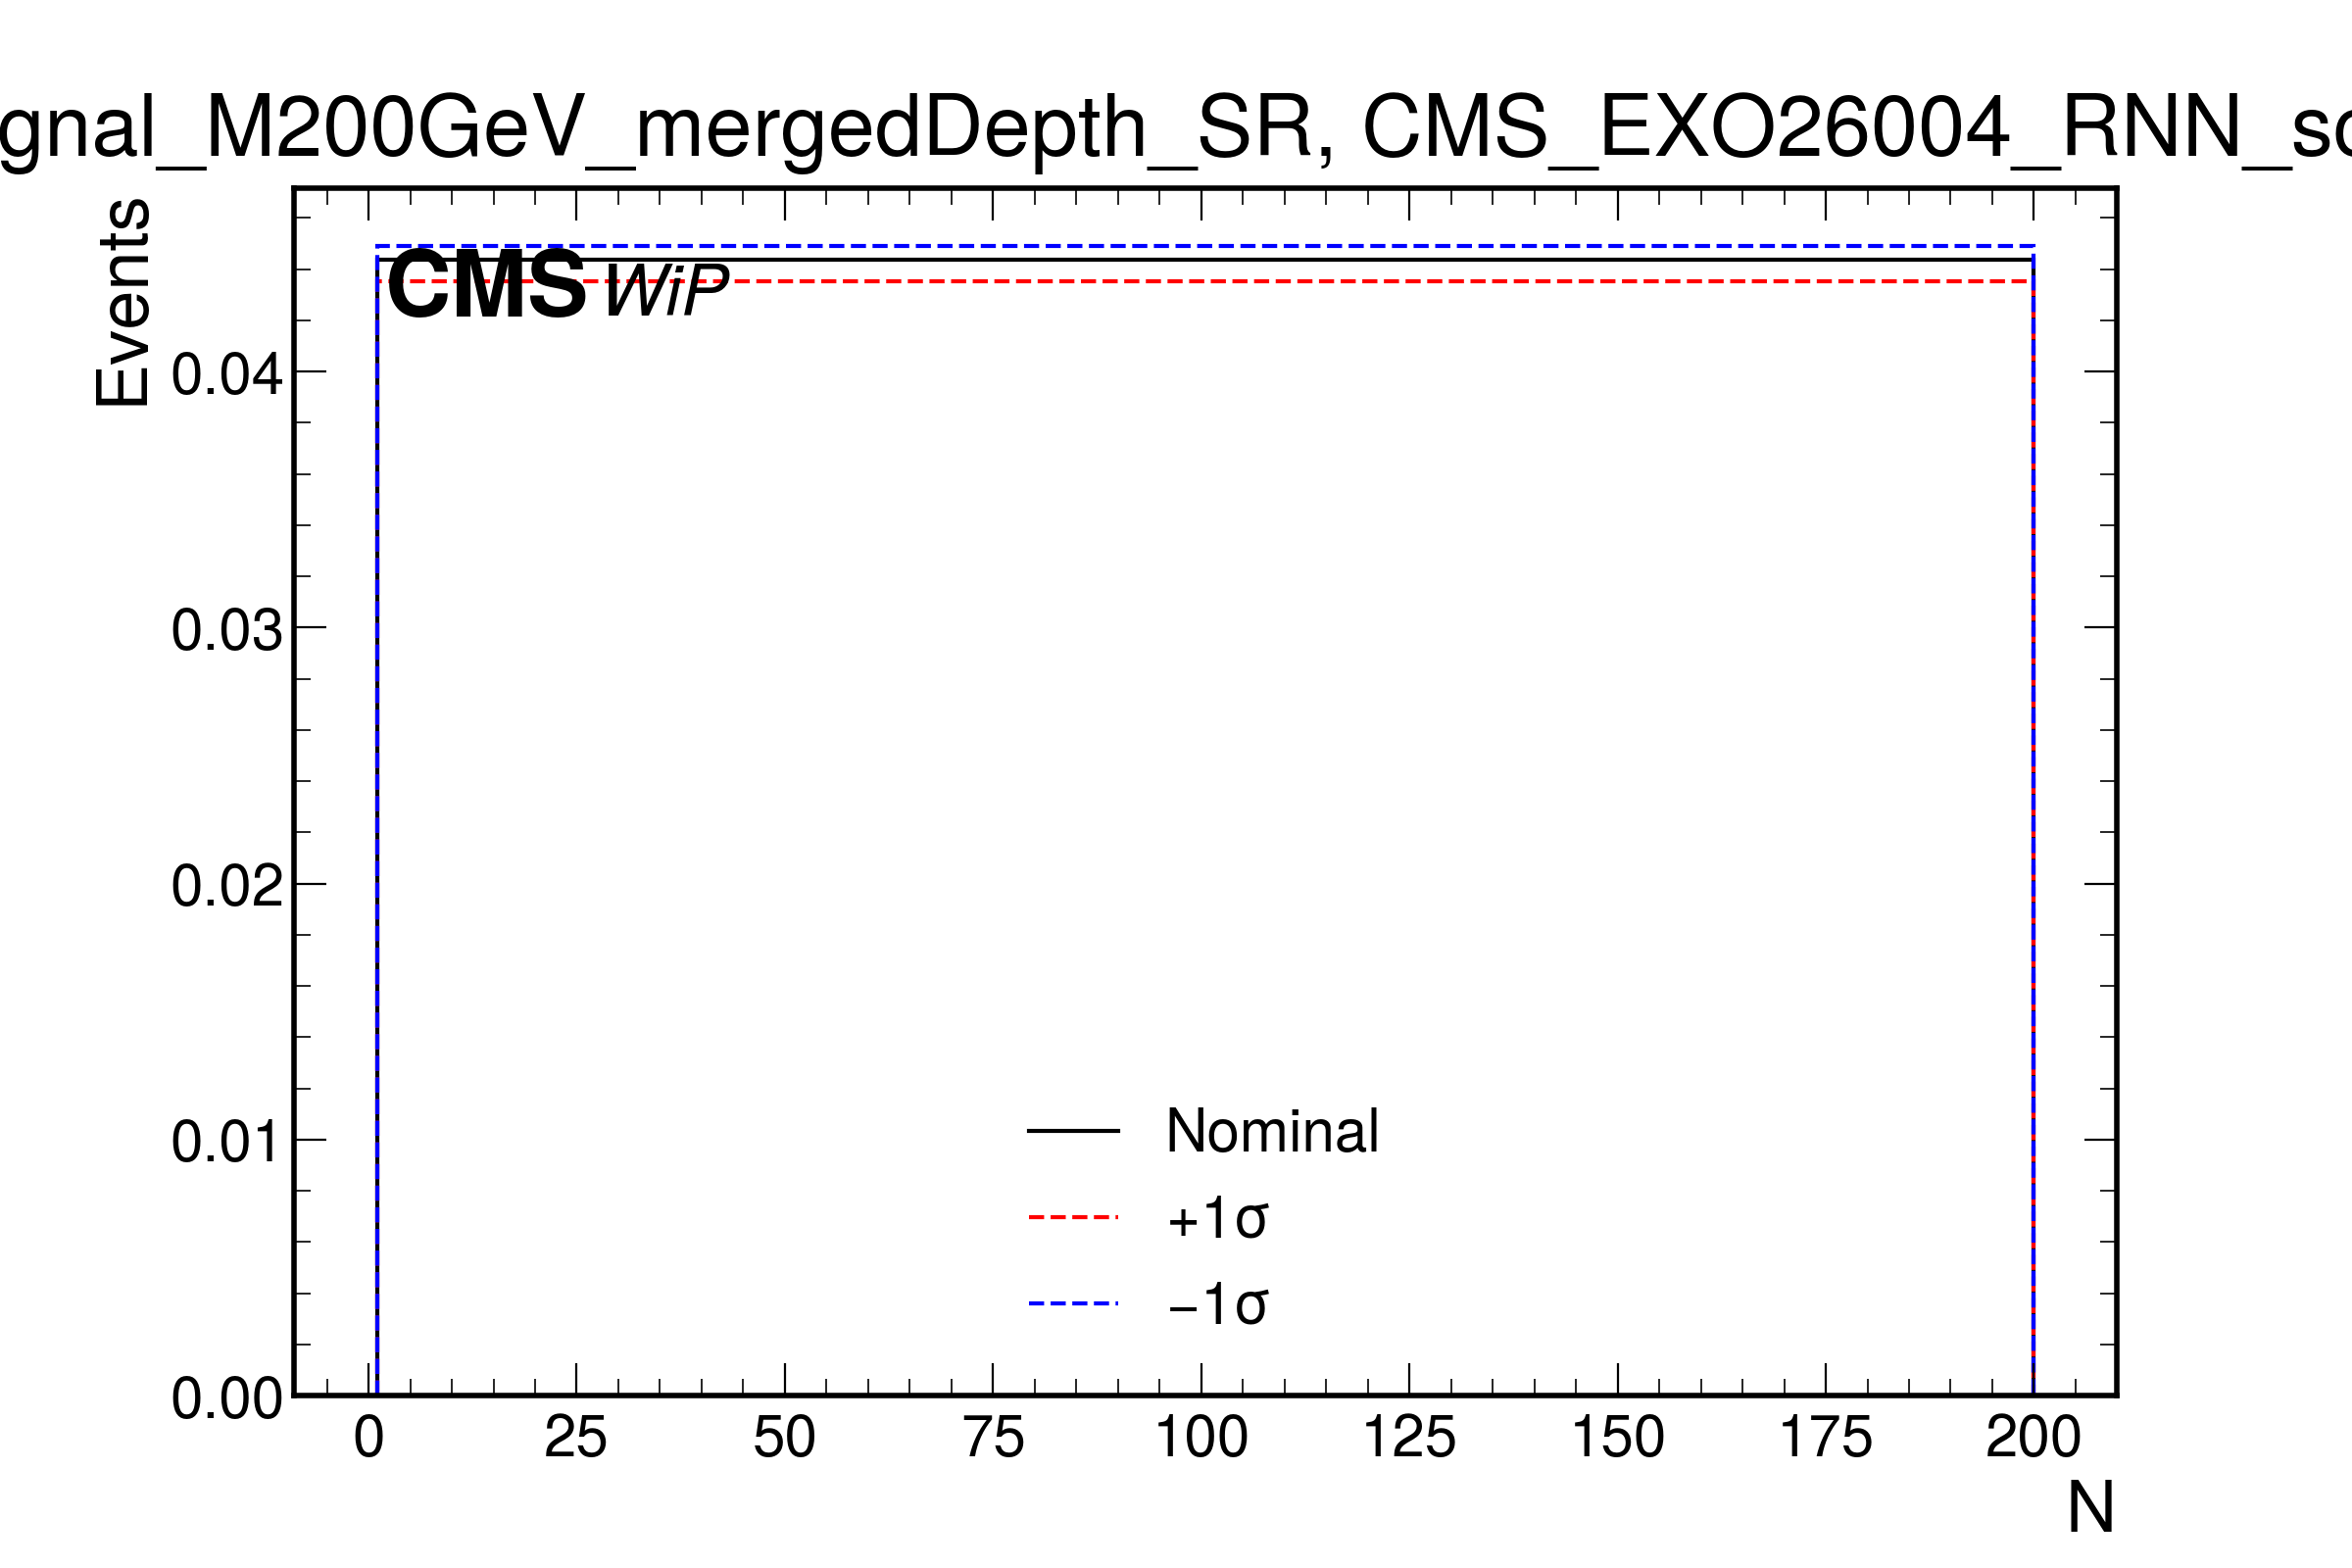 gnal_M200GeV_mergedDepth_SR, CMS_EXO26004_RNN_sc
Events
CMS WiP
0.04
0.03
0.02
0.01
0.00
Nominal
+1σ
−1σ
0 25 50 75 100 125 150 175 200
N